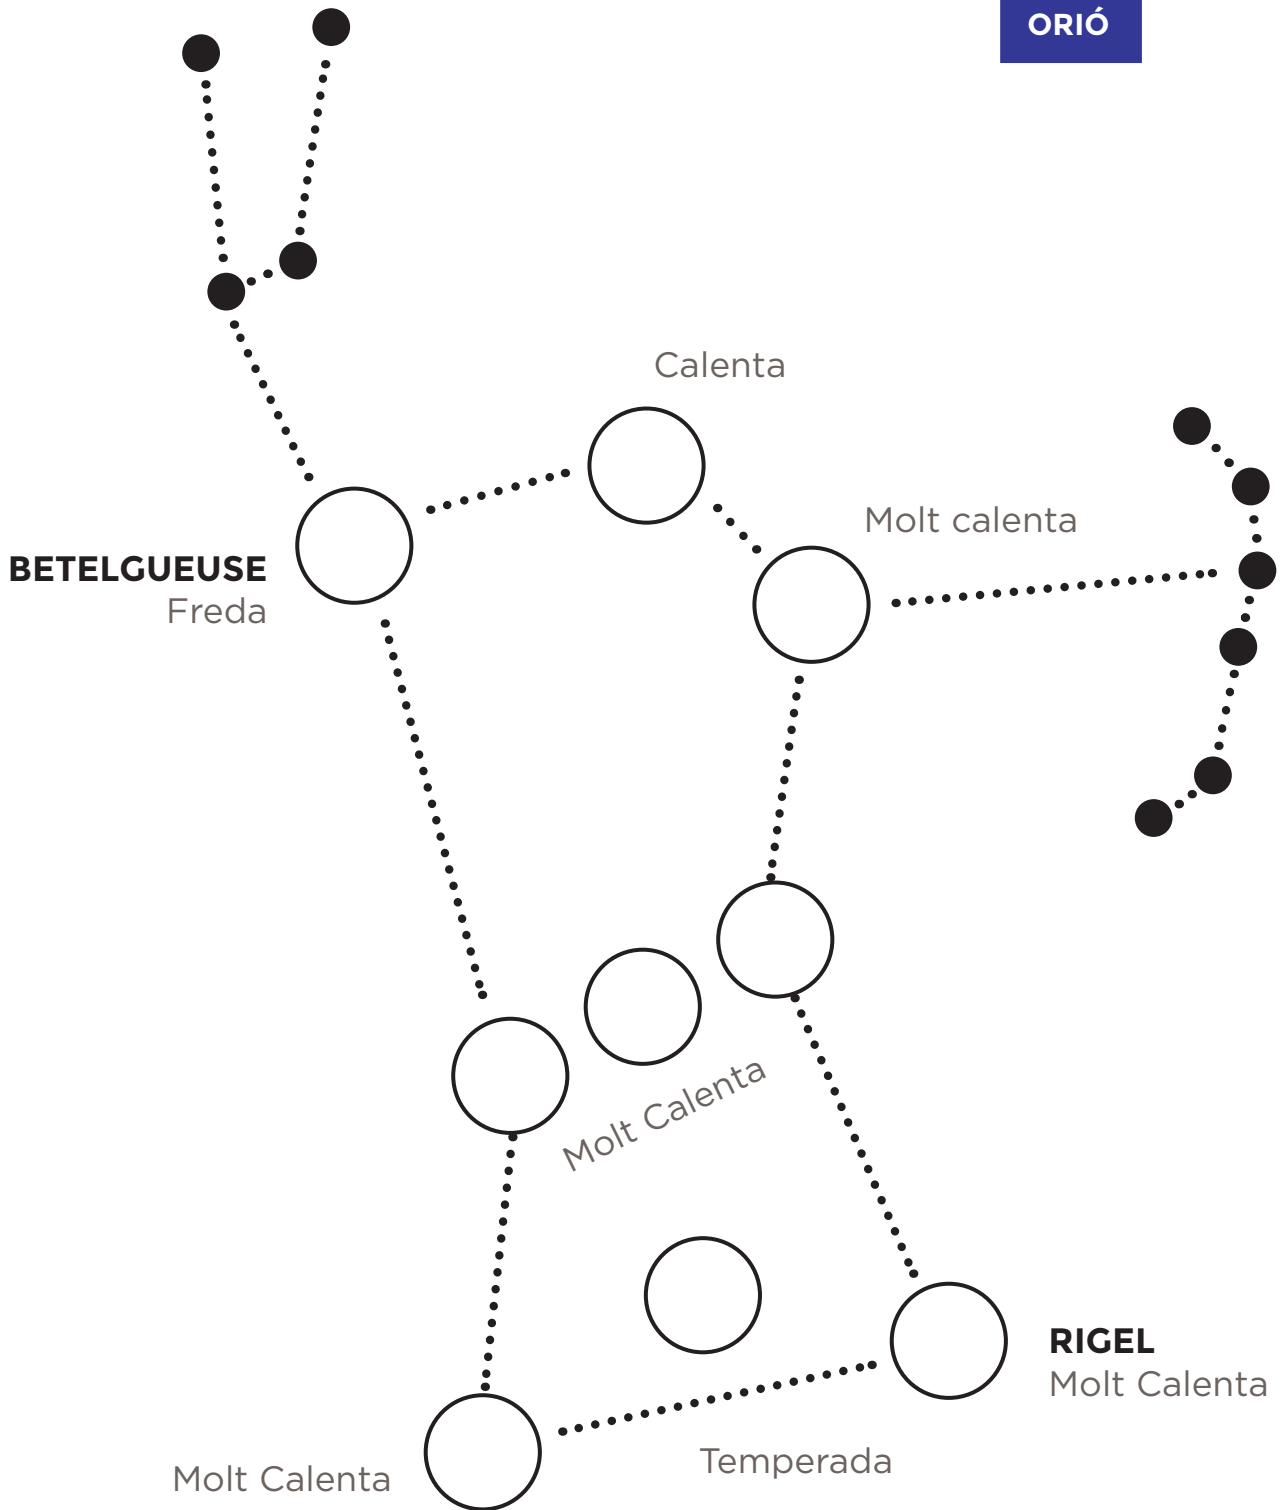 ORIÓ
Calenta
Molt calenta
BETELGUEUSE
Freda
Molt Calenta
RIGEL
Molt Calenta
Temperada
Molt Calenta